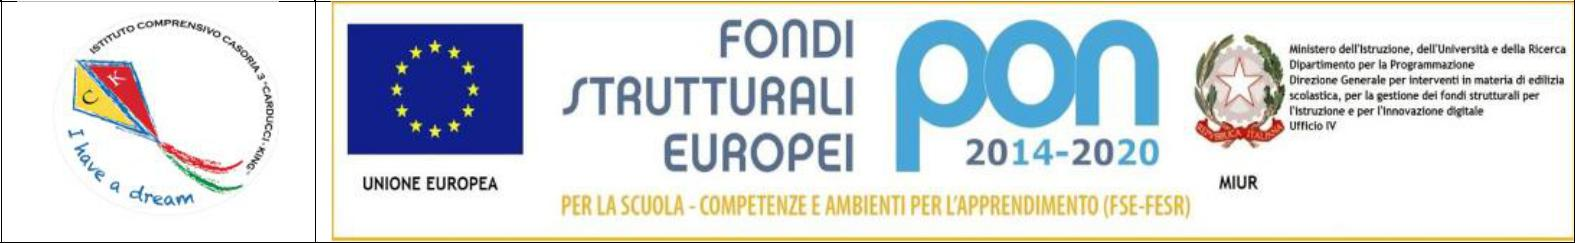 ISTITUTO COMPRENSIVO CASORIA 3 "CARDUCCI - KING"
C K
I have a dream
UNIONE EUROPEA
FONDI
STRUTTURALI
EUROPEI
pon
2014-2020
PER LA SCUOLA - COMPETENZE E AMBIENTI PER L'APPRENDIMENTO (FSE-FESR)
REPVBBLICA ITALIANA
MIUR
Ministero dell'Istruzione, dell'Università e della Ricerca
Dipartimento per la Programmazione
Direzione Generale per interventi in materia di edilizia
scolastica, per la gestione dei fondi strutturali per
l'Istruzione e per l'Innovazione digitale
Ufficio IV